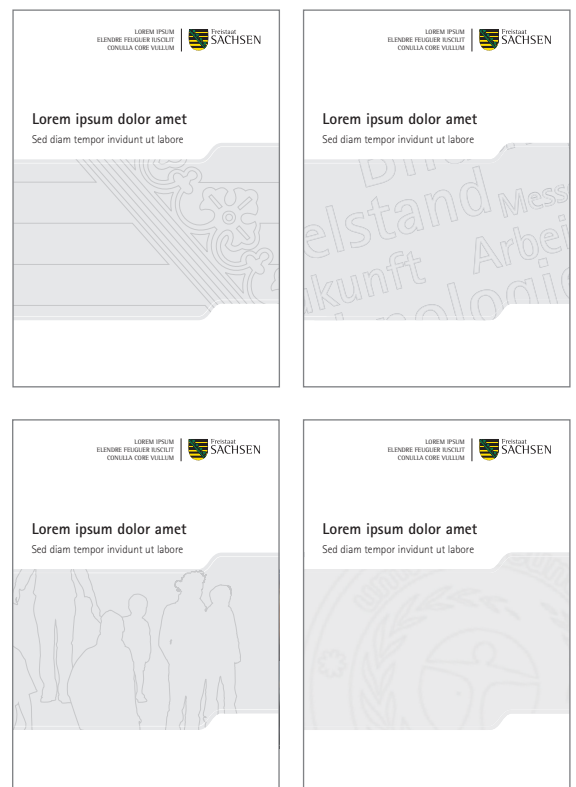 LOREM IPSUM
ELENDRE FEUGUER IUSCILIT
CONULLA CORE VULLUM
Freistaat
SACHSEN
Lorem ipsum dolor amet
Sed diam tempor invidunt ut labore
LOREM IPSUM
ELENDRE FEUGUER IUSCILIT
CONULLA CORE VULLUM
Freistaat
SACHSEN
Lorem ipsum dolor amet
Sed diam tempor invidunt ut labore
elstand Mess
ukunft Arbei
nologie
LOREM IPSUM
ELENDRE FEUGUER IUSCILIT
CONULLA CORE VULLUM
Freistaat
SACHSEN
Lorem ipsum dolor amet
Sed diam tempor invidunt ut labore
LOREM IPSUM
ELENDRE FEUGUER IUSCILIT
CONULLA CORE VULLUM
Freistaat
SACHSEN
Lorem ipsum dolor amet
Sed diam tempor invidunt ut labore